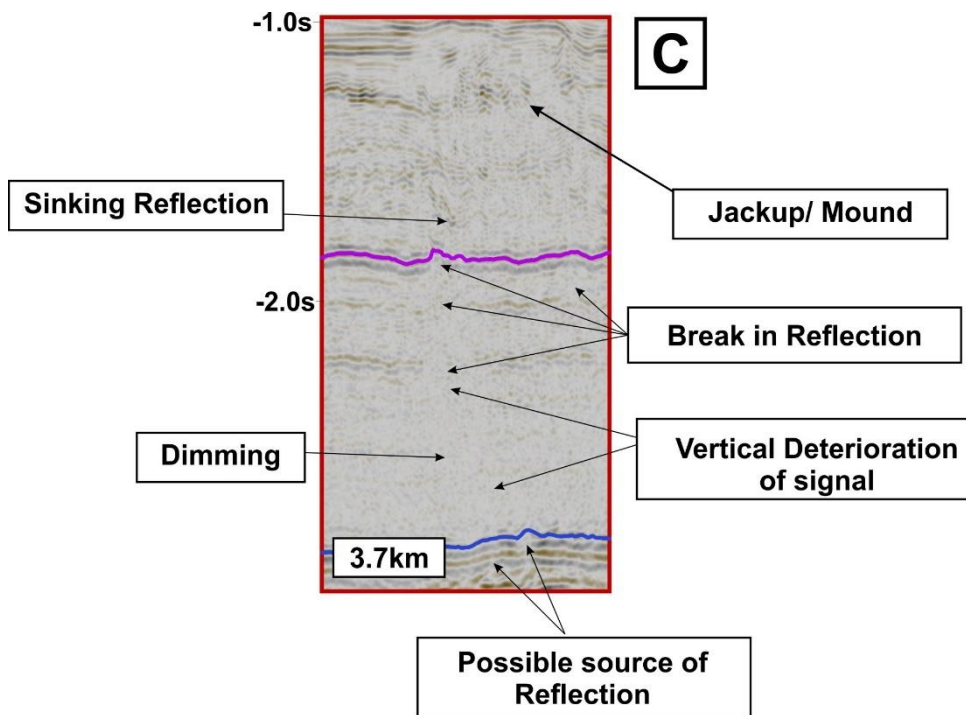 -1.0s
C
Sinking Reflection
Jackup/ Mound
-2.0s
Break in Reflection
Dimming
Vertical Deterioration
of signal
3.7km
Possible source of
Reflection